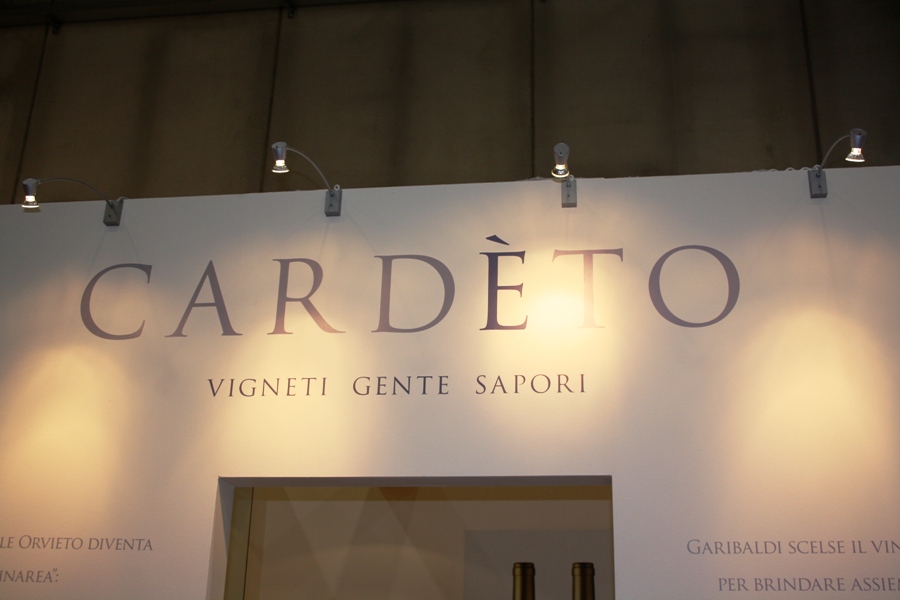 CARDÈTO
VIGNETI GENTE SAPORI
LE ORVIETO DIVENTA
GARIBALDI SCELSE IL
PER BRINDARE